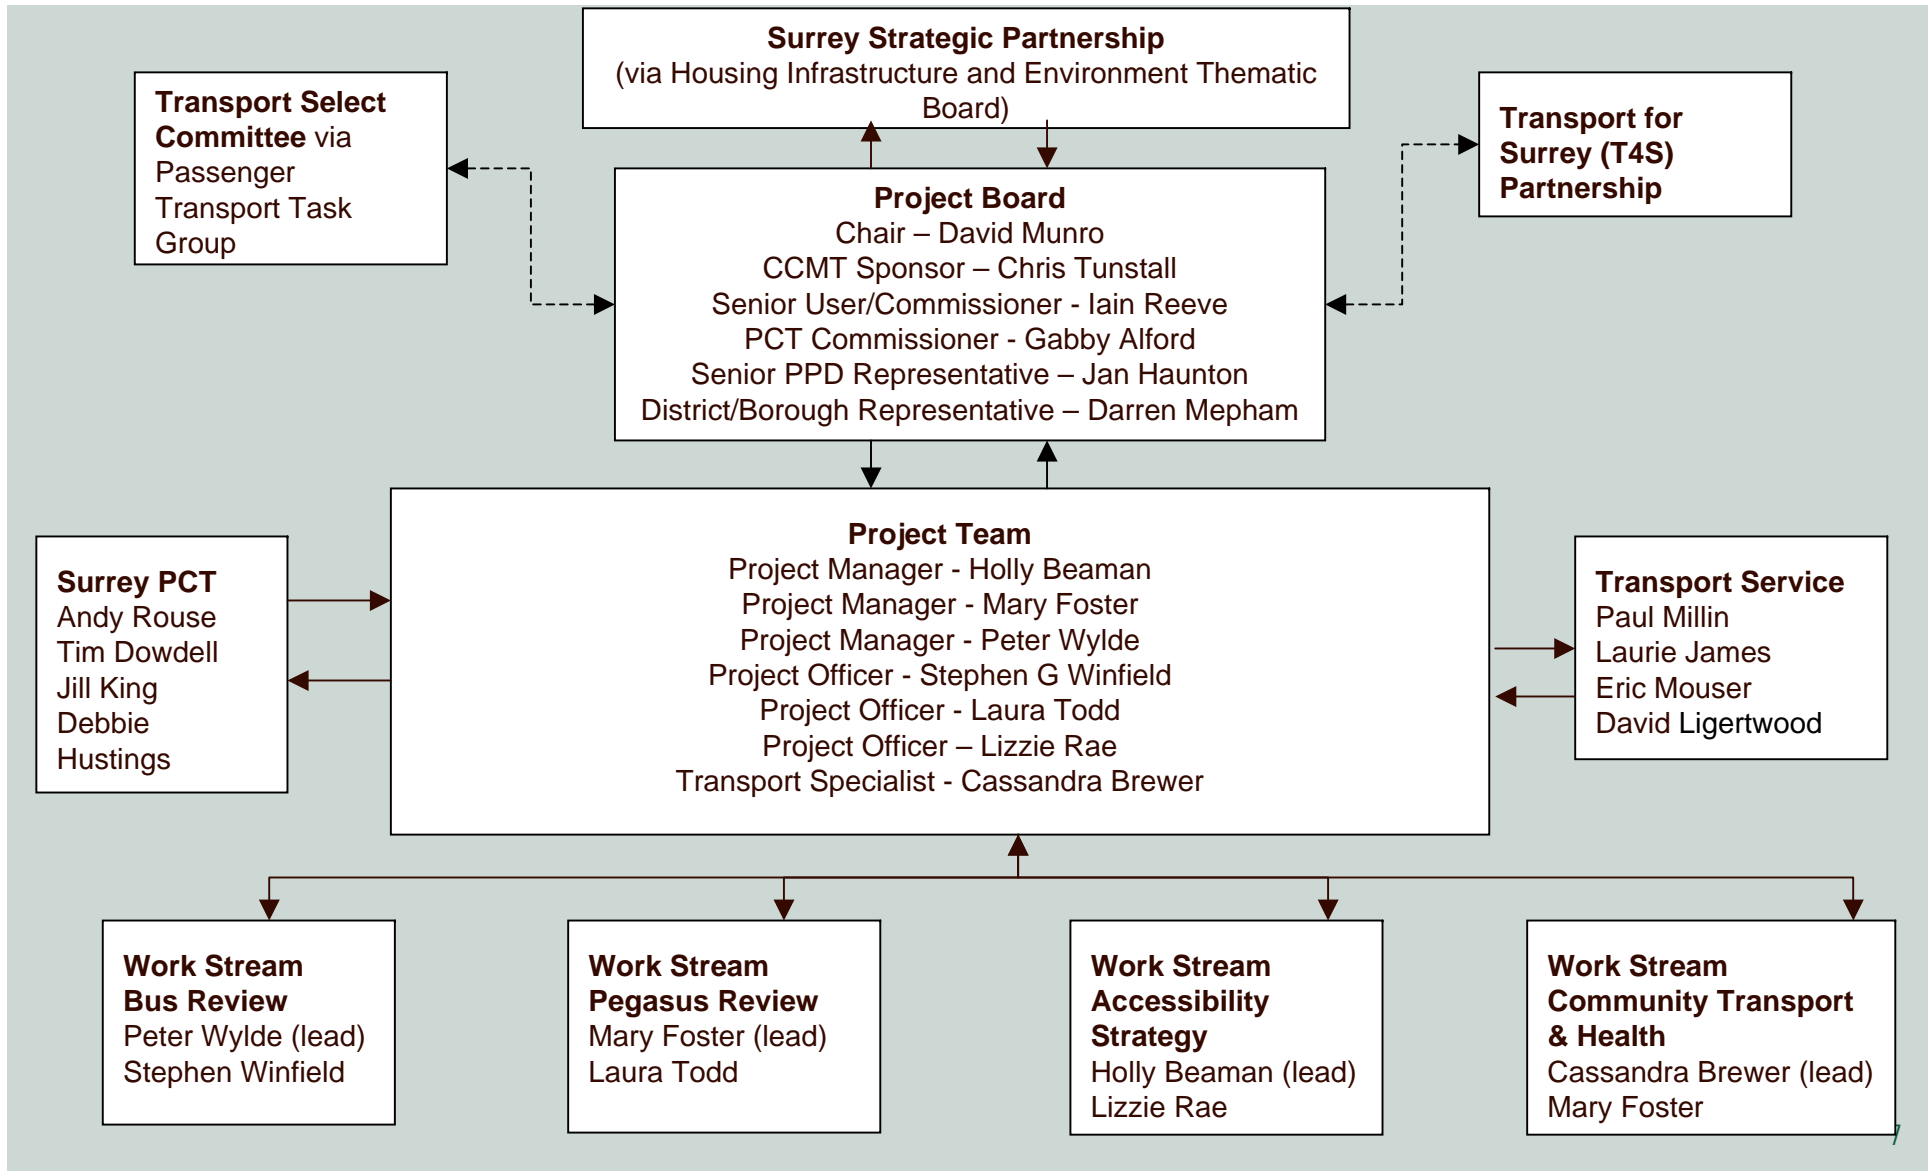 Surrey Strategic Partnership
(via Housing Infrastructure and Environment Thematic
Board)
Transport Select
Committee via
Passenger
Transport Task
Group
Transport for
Surrey (T4S)
Partnership
Project Board
Chair – David Munro
CCMT Sponsor – Chris Tunstall
Senior User/Commissioner - Iain Reeve
PCT Commissioner - Gabby Alford
Senior PPD Representative – Jan Haunton
District/Borough Representative – Darren Mepham
Project Team
Project Manager - Holly Beaman
Project Manager - Mary Foster
Project Manager - Peter Wylde
Project Officer - Stephen G Winfield
Project Officer - Laura Todd
Project Officer – Lizzie Rae
Transport Specialist - Cassandra Brewer
Surrey PCT
Andy Rouse
Tim Dowdell
Jill King
Debbie
Hustings
Transport Service
Paul Millin
Laurie James
Eric Mouser
David Ligertwood
Work Stream
Bus Review
Peter Wylde (lead)
Stephen Winfield
Work Stream
Pegasus Review
Mary Foster (lead)
Laura Todd
Work Stream
Accessibility
Strategy
Holly Beaman (lead)
Lizzie Rae
Work Stream
Community Transport
& Health
Cassandra Brewer (lead)
Mary Foster
7